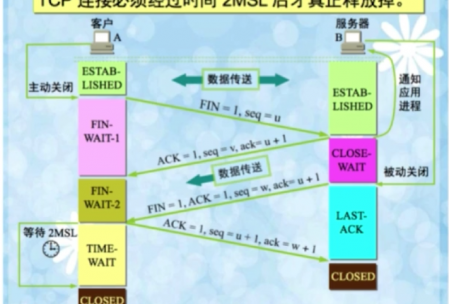 TCP 连接必须经过时间 2MSL 后才真正释放掉。
客户
A
服务器
B
ESTAB-
LISHED
数据传送
ESTAB-
LISHED
通知
应用
进程
主动关闭
FIN = 1, seq = u
FIN-
WAIT-1
ACK = 1, seq = v, ack= u + 1
CLOSE-
WAIT
数据传送
被动关闭
FIN-
WAIT-2
FIN = 1, ACK = 1, seq = w, ack= u + 1
LAST-
ACK
ACK = 1, seq = u + 1, ack = w + 1
等待 2MSL
TIME-
WAIT
CLOSED
CLOSED